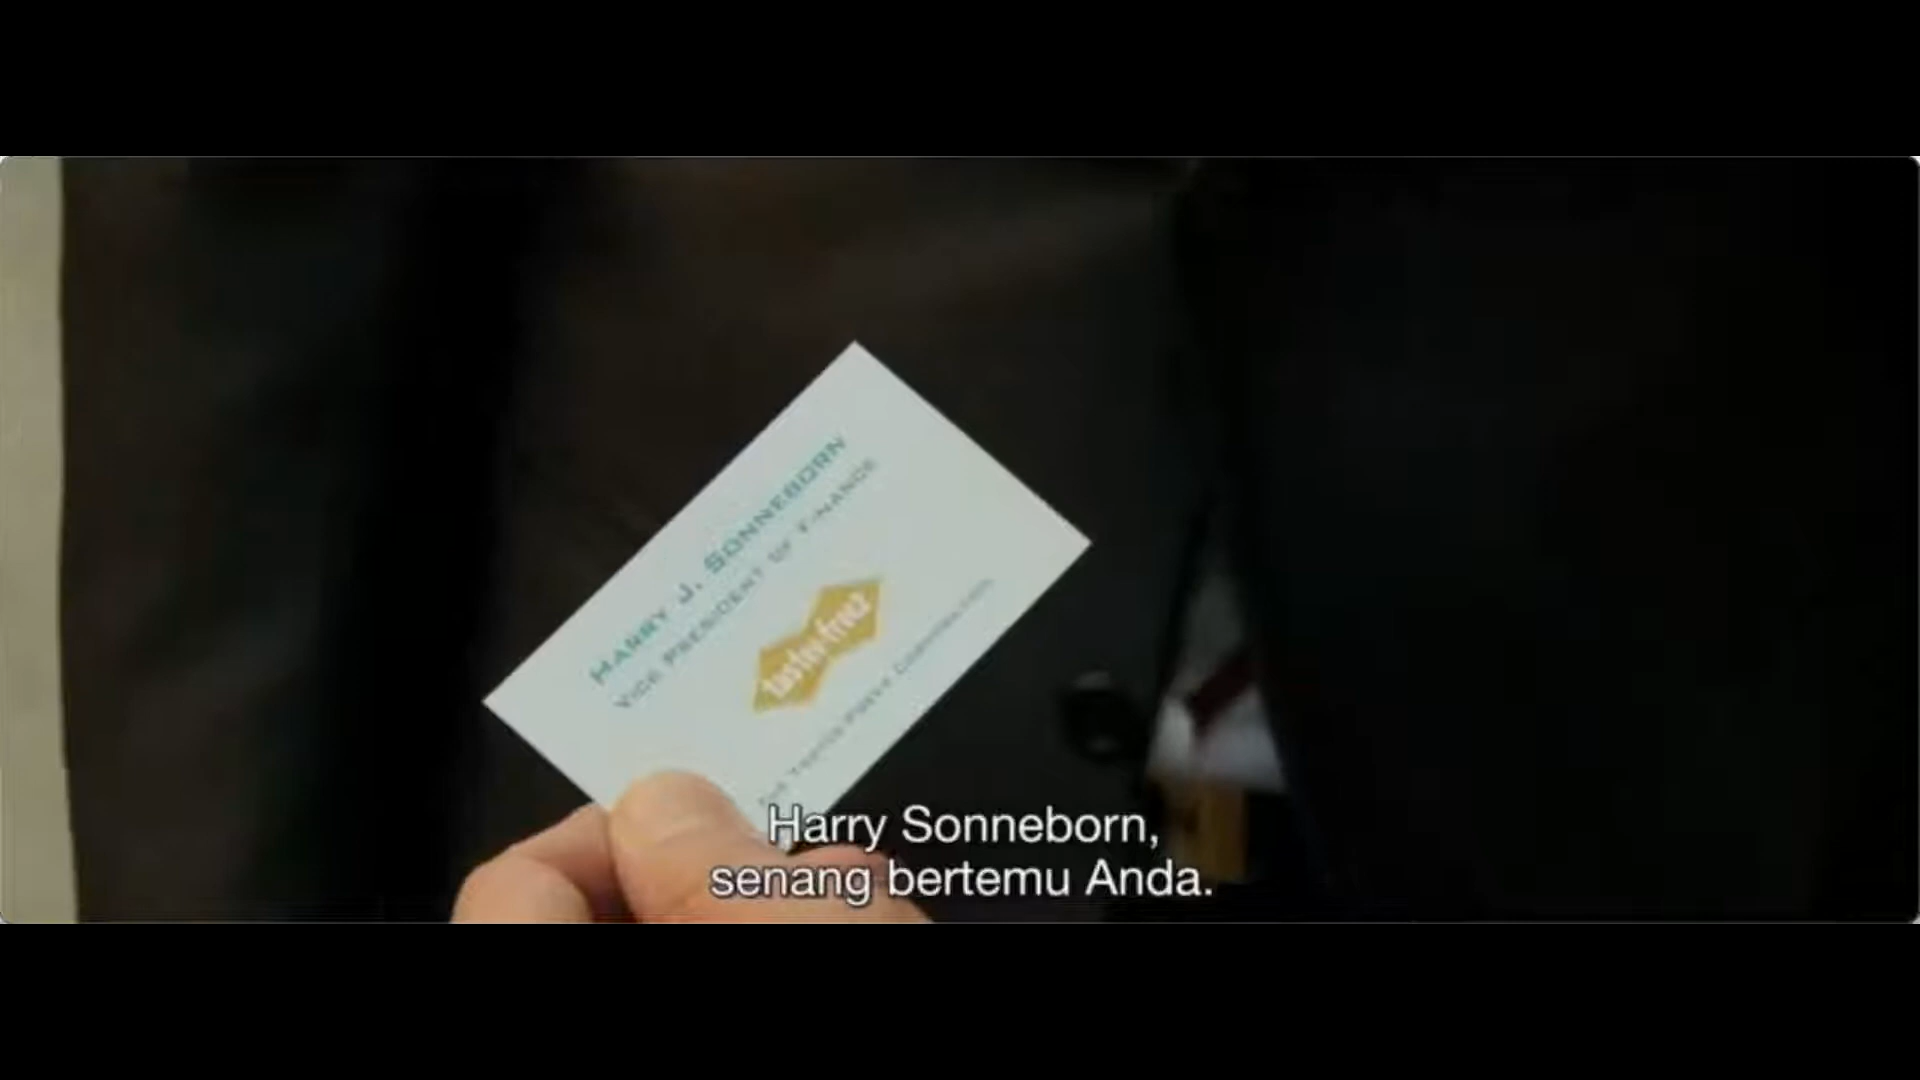 HARRY J. SONNEBORN
VICE PRESIDENT OF FINANCE
tastee freez
Harry Sonneborn,
senang bertemu Anda.